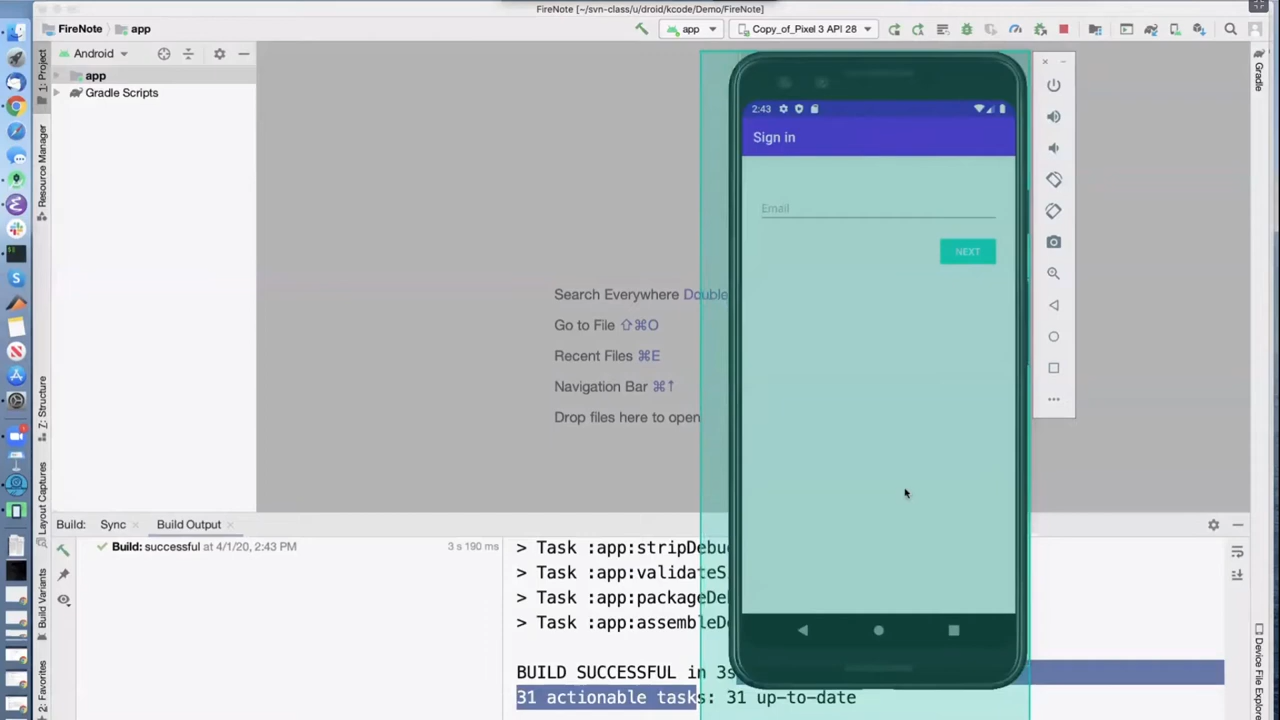 FireNote [~/svn-class/u/droid/kcode/Demo/FireNote]
FireNote app
app
Copy_of_Pixel 3 API 28
Android
1: Project
app
Gradle Scripts
Resource Manager
Gradle
2:43
Sign in
Email
NEXT
Search Everywhere Double
Go to File ⇧⌘O
Recent Files ⌘E
Navigation Bar ⌘↑
Drop files here to open
Z: Structure
Layout Captures
Build Variants
2: Favorites
Device File Explorer
Build: Sync Build Output
Build: successful at 4/1/20, 2:43 PM 3 s 190 ms
> Task :app:stripDebu
> Task :app:validateS
> Task :app:packageDe
> Task :app:assembleD
BUILD SUCCESSFUL in 3s
31 actionable tasks: 31 up-to-date